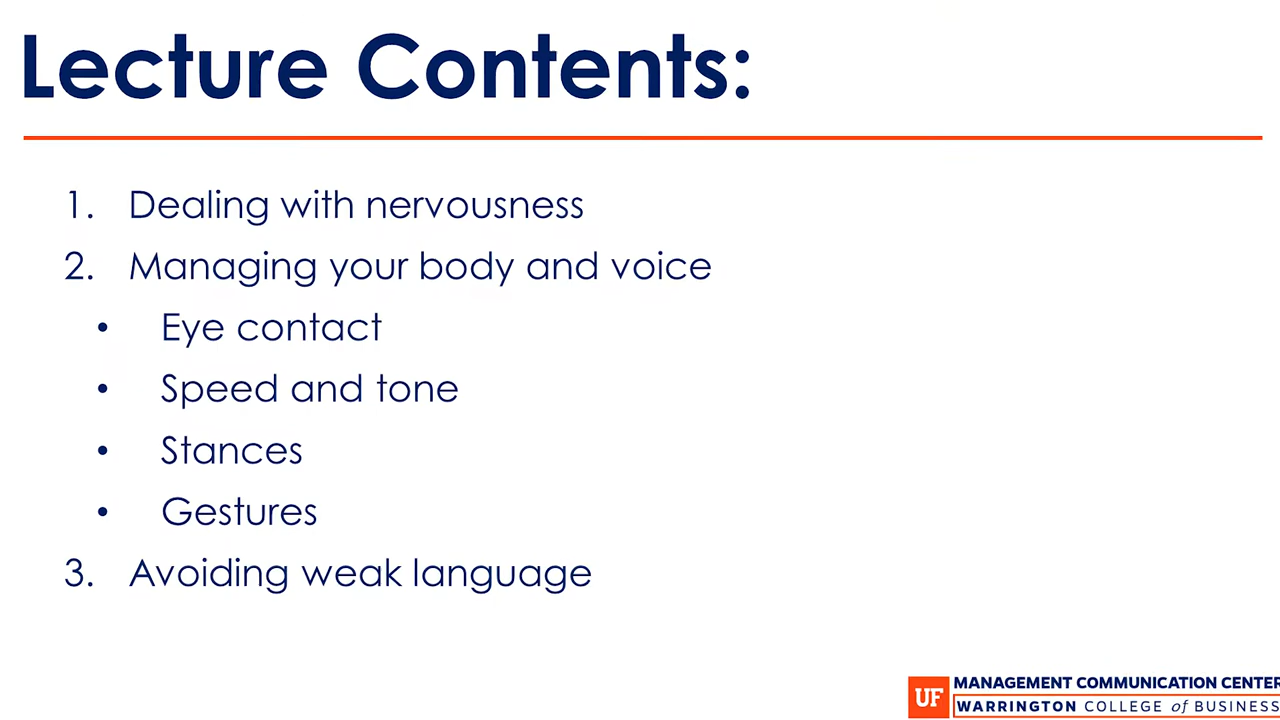 Lecture Contents:
1. Dealing with nervousness
2. Managing your body and voice
• Eye contact
• Speed and tone
• Stances
• Gestures
3. Avoiding weak language
UF
MANAGEMENT COMMUNICATION CENTER
WARRINGTON COLLEGE of BUSINESS